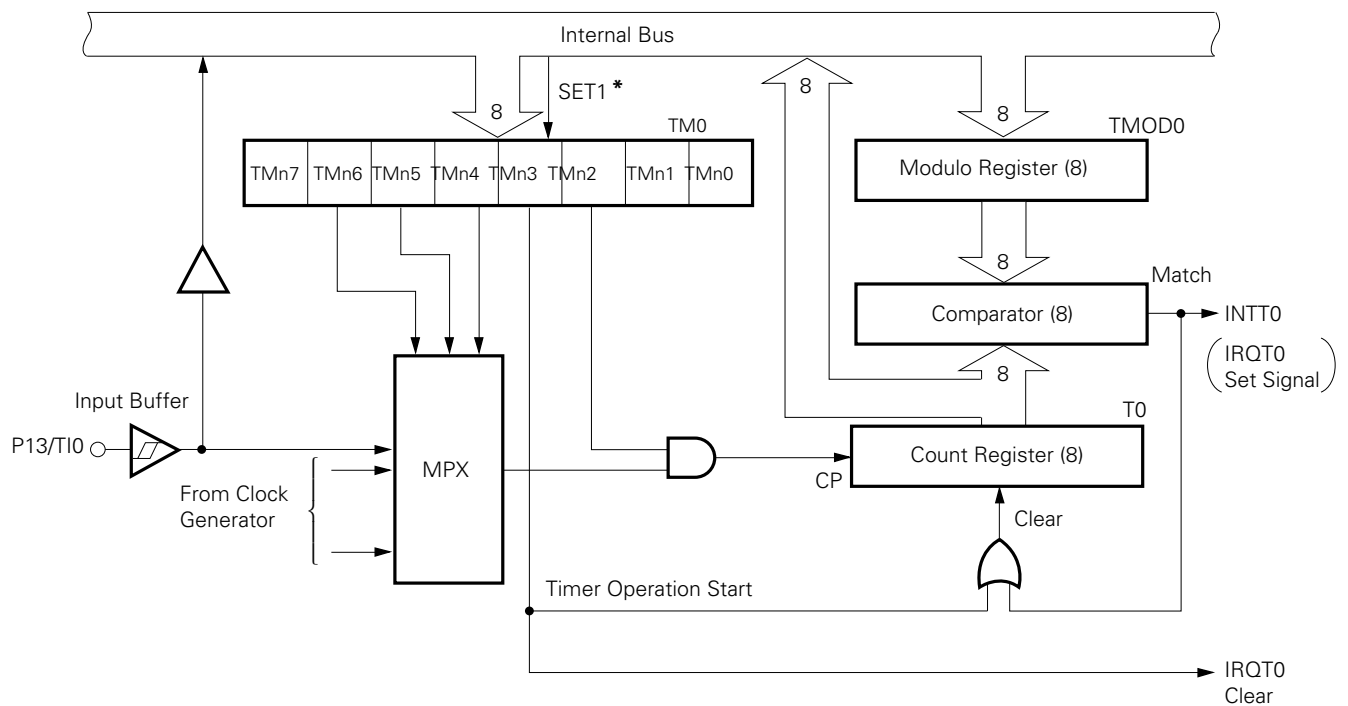 Internal Bus
8
SET1 *
8
8
TM0
TMOD0
TMn7 TMn6 TMn5 TMn4 TMn3 TMn2 TMn1 TMn0
Modulo Register (8)
8
Match
Comparator (8)
INTT0
(IRQT0
Set Signal)
8
Input Buffer
T0
P13/TI0
MPX
Count Register (8)
CP
From Clock
Generator
Clear
Timer Operation Start
IRQT0
Clear